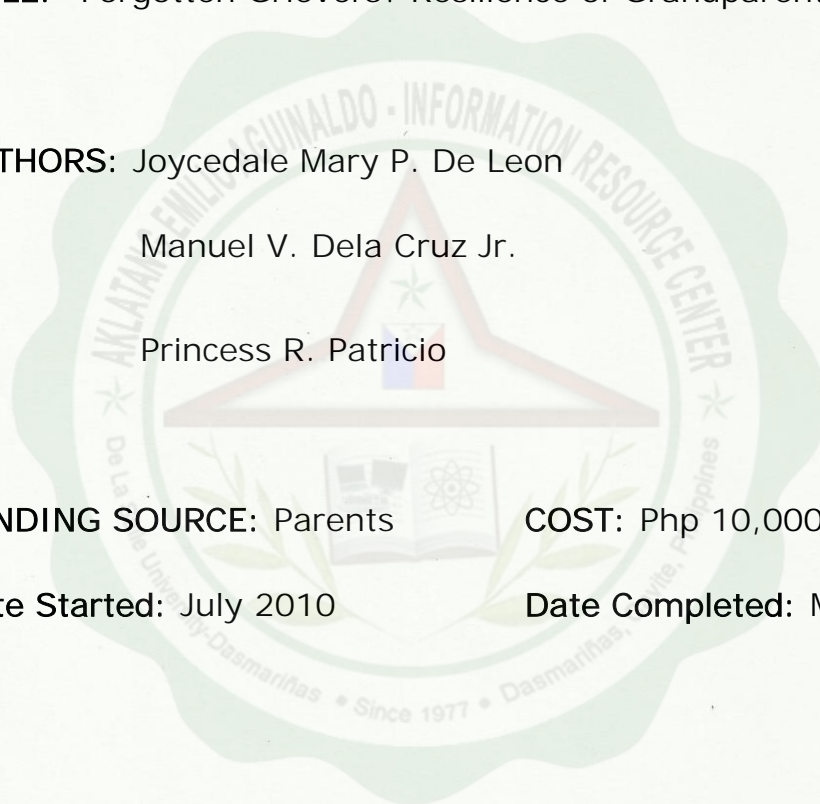 Forgotten Grievers? Resilience of
THORS: Joycedale Mary P. De Leon
Manuel V. Dela Cruz Jr.
Princess R. Patricio
NDING SOURCE: Parents COST: Php 10,000
te Started: July 2010 Date Completed: M
AKLATANG EMILIO AGUINALDO - INFORMATION RESOURCE CENTER
De La Salle University-Dasmariñas • Since 1977 • Dasmariñas, Cavite, Philippines